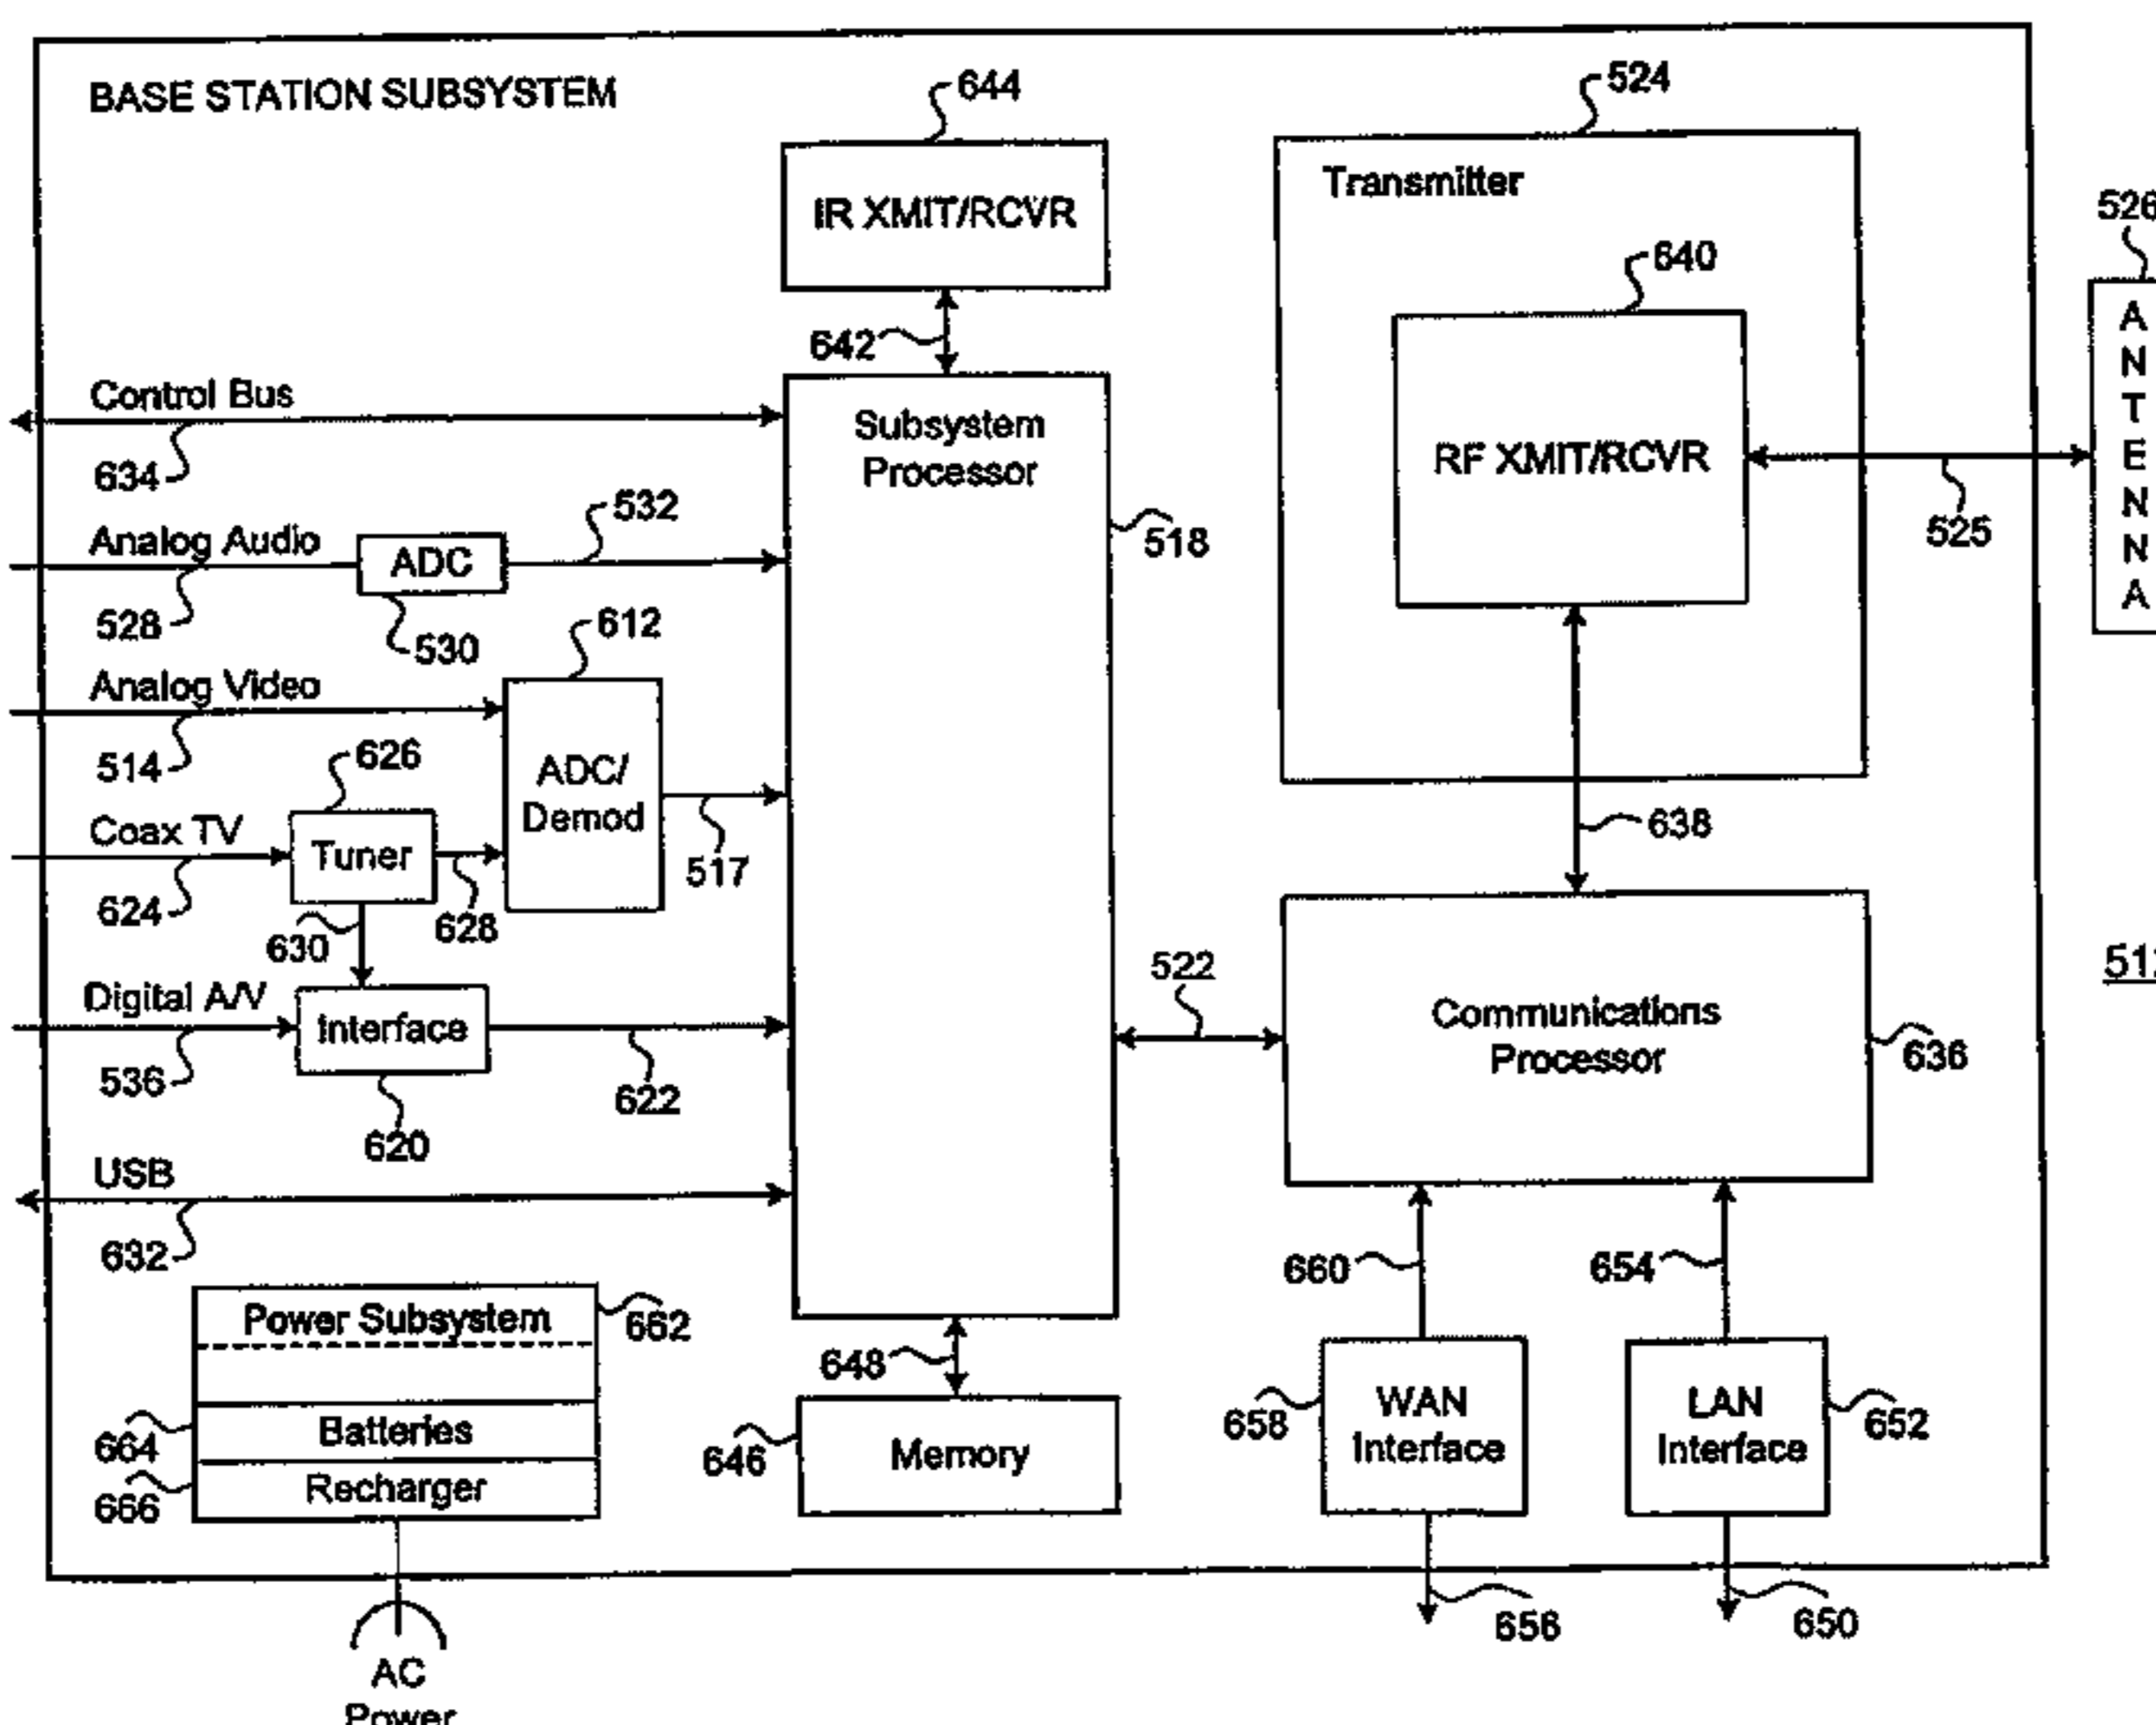 BASE STATION SUBSYSTEM
644
524
IR XMIT/RCVR
Transmitter
526
640
642
A
N
T
E
N
N
A
Control Bus
634
Subsystem
Processor
RF XMIT/RCVR
518
525
Analog Audio
ADC
532
528
530
612
Analog Video
514
626
ADC/
Demod
517
638
Coax TV
Tuner
624
630
628
Digital A/V
Interface
536
622
620
522
Communications
Processor
636
USB
632
660
654
Power Subsystem
662
648
Batteries
664
Recharger
666
646
Memory
658
WAN
Interface
LAN
Interface
652
656
650
AC
Power